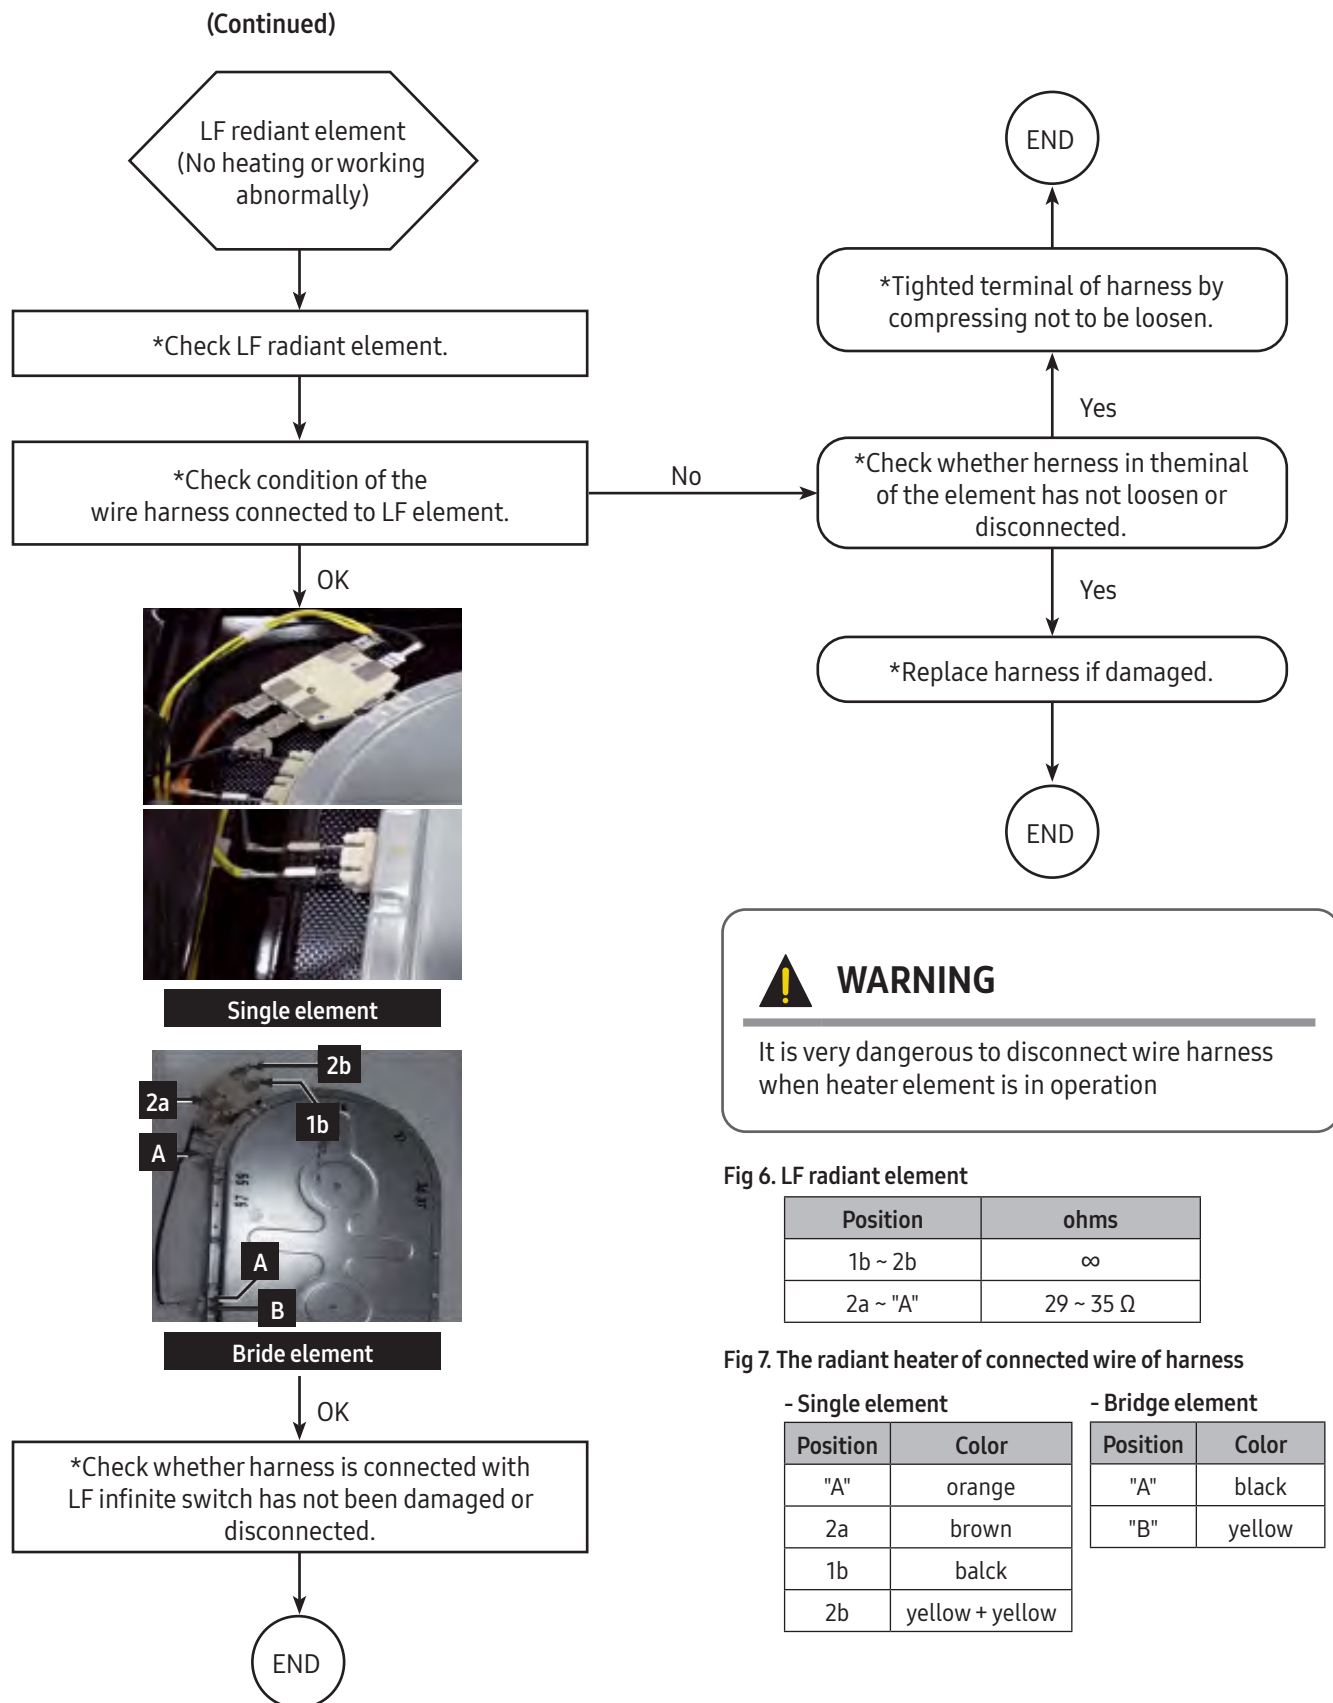 (Continued)
LF rediant element
(No heating or working
abnormally)
*Check LF radiant element.
*Check condition of the
wire harness connected to LF element.
No
OK
Single element
2b
2a
1b
A
A
B
Bride element
OK
*Check whether harness is connected with
LF infinite switch has not been damaged or
disconnected.
END
END
*Tighted terminal of harness by
compressing not to be loosen.
Yes
*Check whether herness in theminal
of the element has not loosen or
disconnected.
Yes
*Replace harness if damaged.
END
WARNING
It is very dangerous to disconnect wire harness
when heater element is in operation
Fig 6. LF radiant element
Position ohms
1b ~ 2b ∞
2a ~ "A" 29 ~ 35 Ω
Fig 7. The radiant heater of connected wire of harness
- Single element
Position Color
"A" orange
2a brown
1b balck
2b yellow + yellow
- Bridge element
Position Color
"A" black
"B" yellow